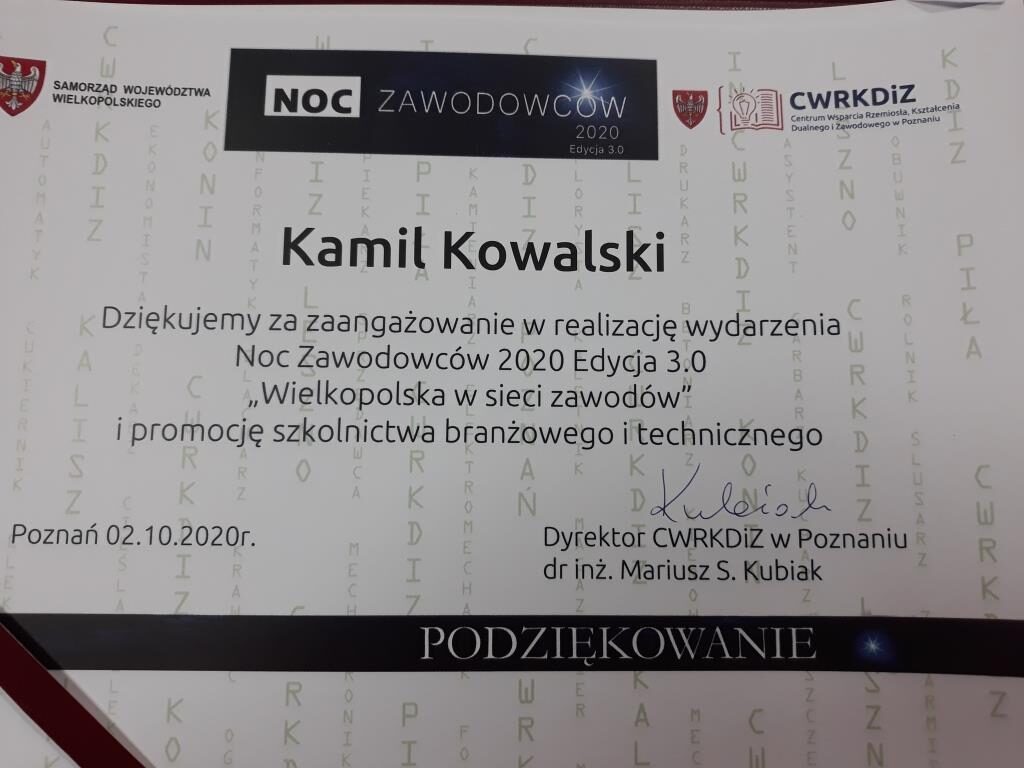 SAMORZĄD WOJEWÓDZTWA
WIELKOPOLSKIEGO
NOC ZAWODOWCÓW
2020
Edycja 3.0
CWRKDiZ
Centrum Wsparcia Rzemiosła, Kształcenia
Dualnego i Zawodowego w Poznaniu
Kamil Kowalski
Dziękujemy za zaangażowanie w realizację wydarzenia
Noc Zawodowców 2020 Edycja 3.0
„Wielkopolska w sieci zawodów”
i promocję szkolnictwa branżowego i technicznego
Kubiak
Poznań 02.10.2020r.
Dyrektor CWRKDiZ w Poznaniu
dr inż. Mariusz S. Kubiak
PODZIĘKOWANIE